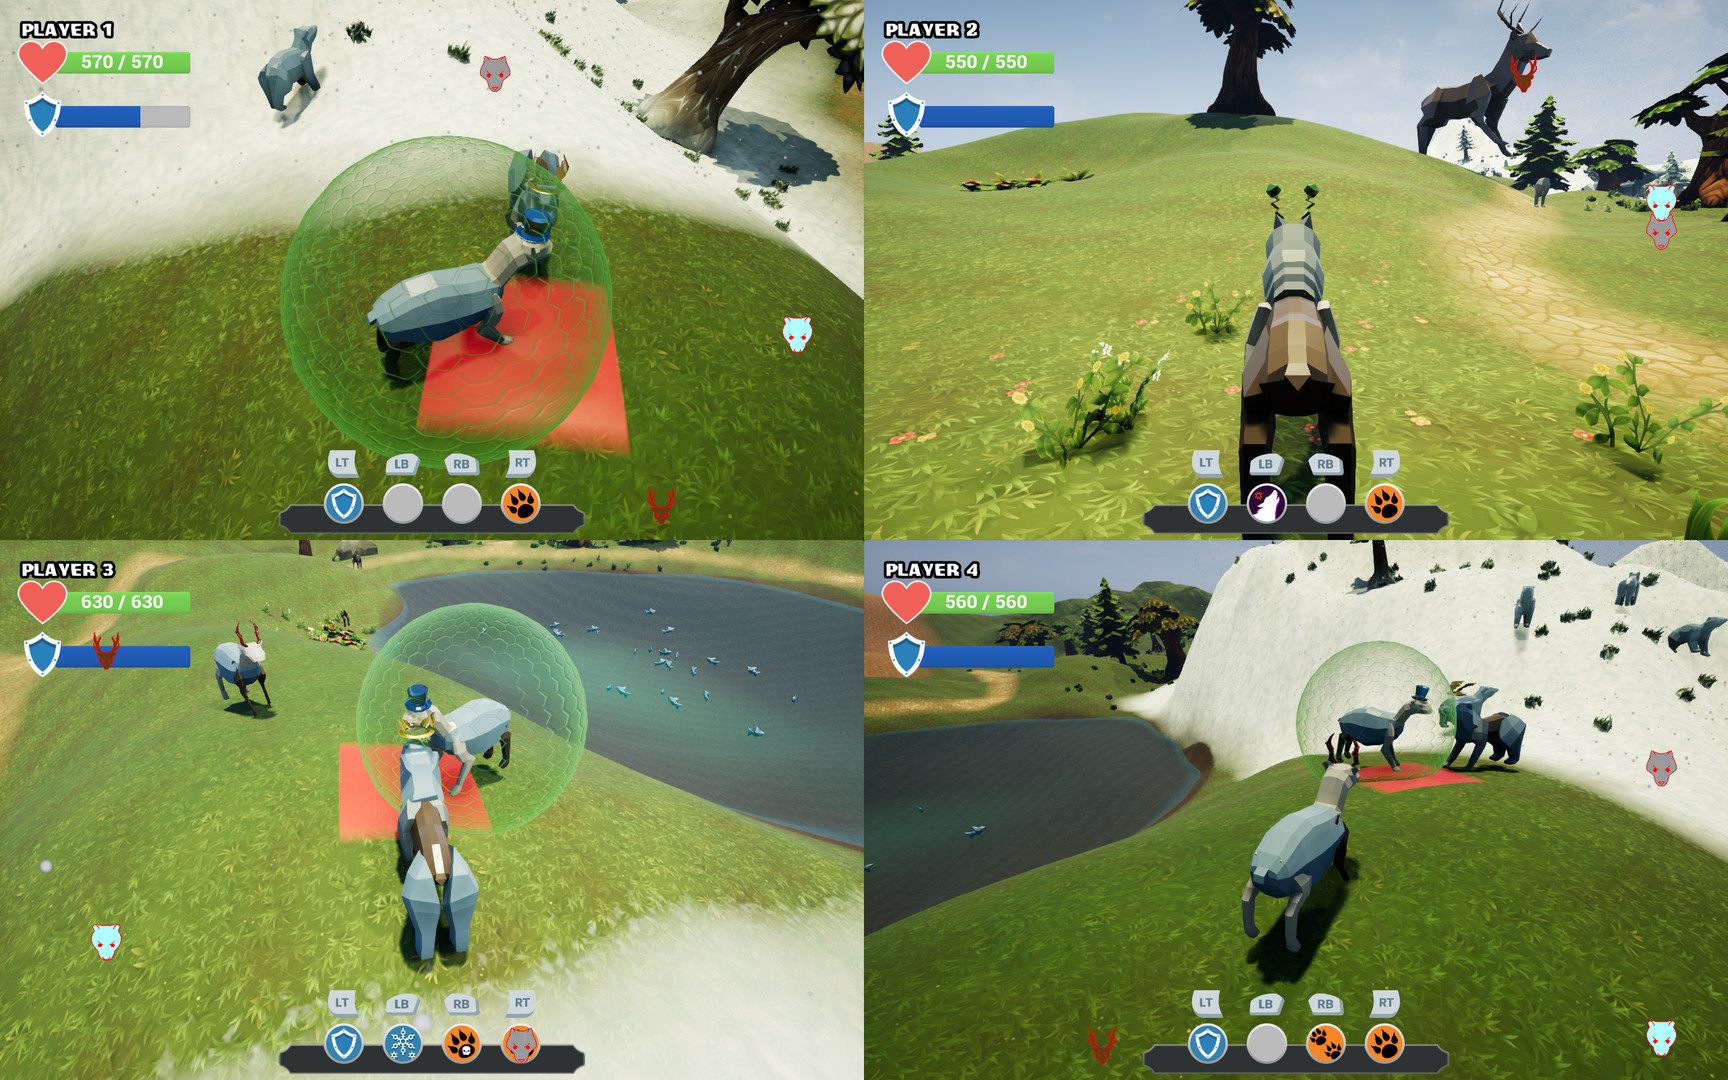 PLAYER 1
570 / 570
LT LB RB RT
PLAYER 2
550 / 550
LT LB RB RT
PLAYER 3
630 / 630
LT LB RB RT
PLAYER 4
560 / 560
LT LB RB RT